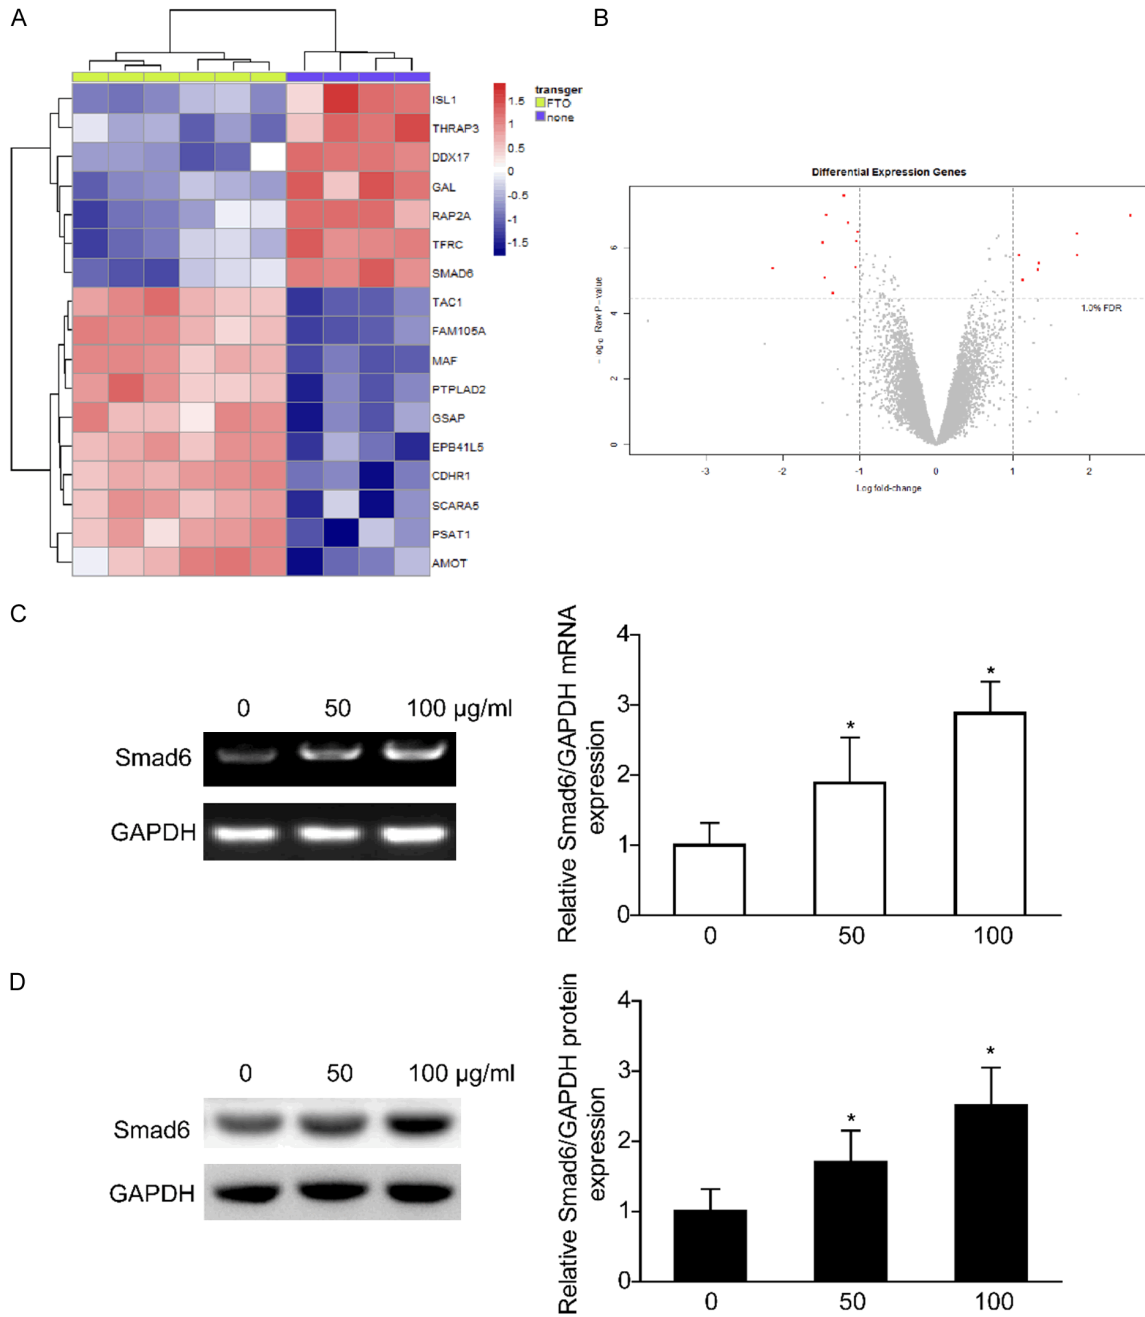 A
transger
FTO
none
1.5
1
0.5
0
-0.5
-1
-1.5
ISL1
THRAP3
DDX17
GAL
RAP2A
TFRC
SMAD6
TAC1
FAM105A
MAF
PTPLAD2
GSAP
EPB41L5
CDHR1
SCARA5
PSAT1
AMOT
B
Differential Expression Genes
Raw P-value
6
4
2
0
1.0% FDR
-3
-2
-1
0
1
2
Log fold-change
C
0 50 100 µg/ml
Smad6
GAPDH
Relative Smad6/GAPDH mRNA
expression
4
3
2
1
0
*
*
0 50 100
D
0 50 100 µg/ml
Smad6
GAPDH
Relative Smad6/GAPDH protein
expression
4
3
2
1
0
*
*
0 50 100